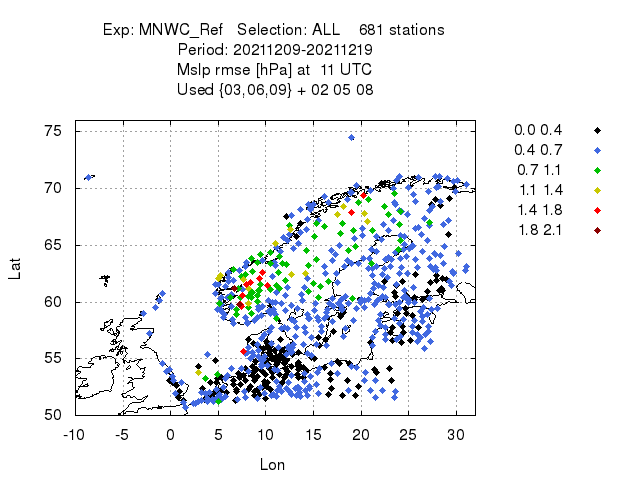 Exp: MNWC_Ref   Selection: ALL    681 stations
Period: 20211209-20211219
Mslp rmse [hPa] at  11 UTC
Used {03,06,09} + 02 05 08
0.0 0.4
0.4 0.7
0.7 1.1
1.1 1.4
1.4 1.8
1.8 2.1
75
70
65
60
55
50
Lat
-10 -5 0 5 10 15 20 25 30
Lon